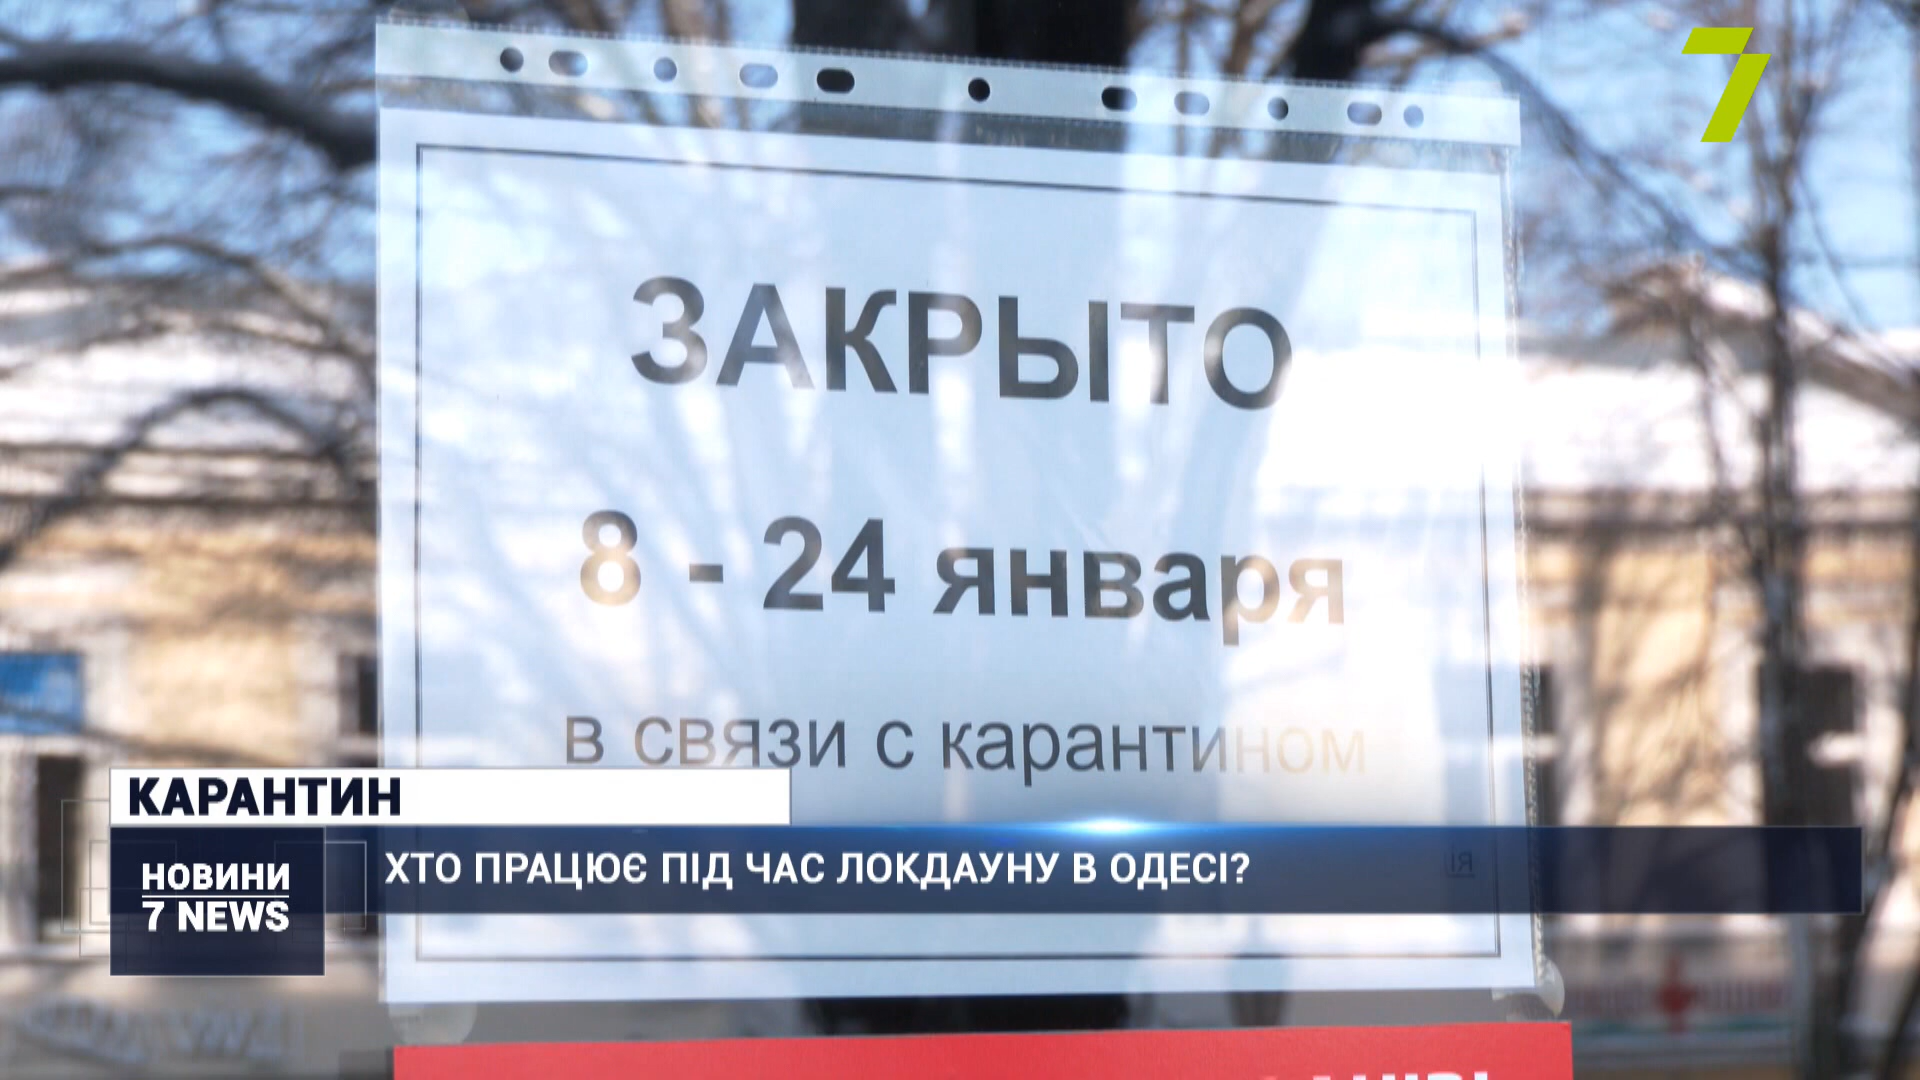 7
ЗАКРЫТО
8 - 24 января
в связи с карантином
КАРАНТИН
НОВИНИ
7 NEWS
ХТО ПРАЦЮЄ ПІД ЧАС ЛОКДАУНУ В ОДЕСІ?